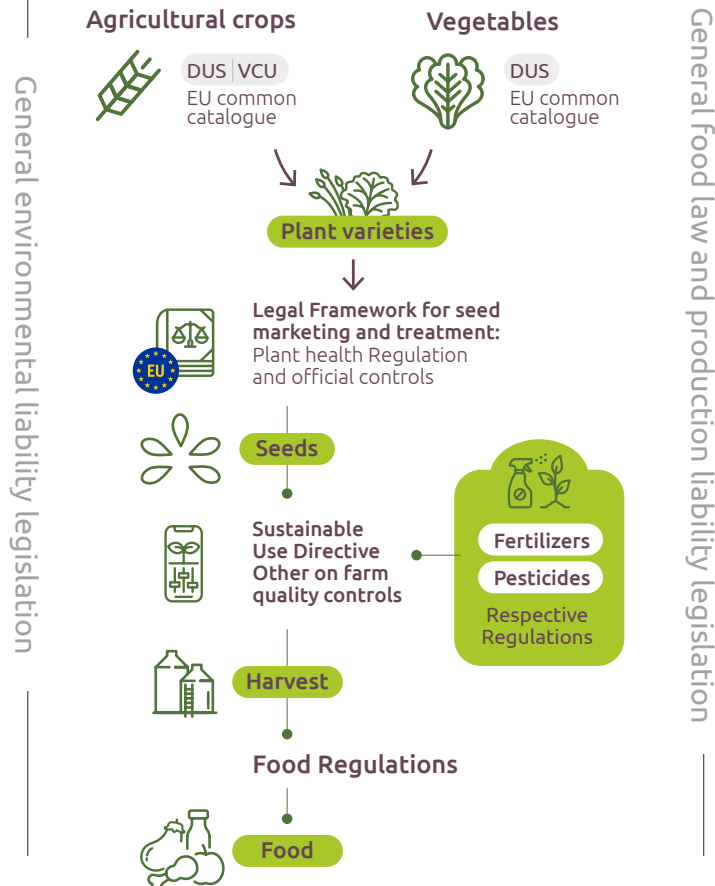 Agricultural crops
DUS | VCU
EU common
catalogue
Vegetables
DUS
EU common
catalogue
Plant varieties
Legal Framework for seed
marketing and treatment:
Plant health Regulation
and official controls
EU
Seeds
Sustainable
Use Directive
Other on farm
quality controls
Fertilizers
Pesticides
Respective
Regulations
Harvest
Food Regulations
Food
General environmental liability legislation
General food law and production liability legislation